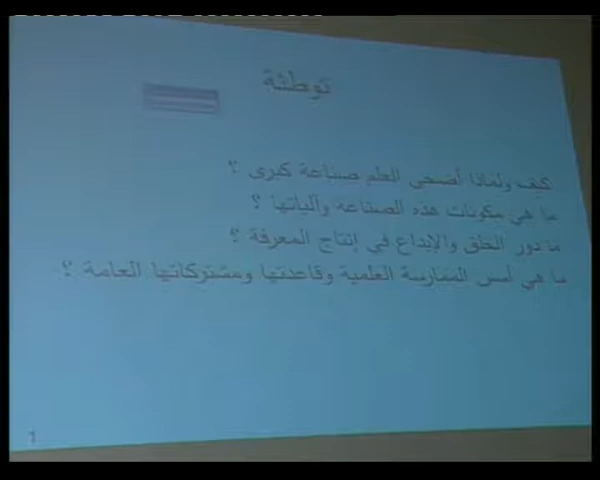 توطئة
كيف ولماذا أضحى العلم صناعة كبرى ؟
ما هي مكونات هذه الصناعة وآلياتها ؟
ما دور الخلق والإبداع في إنتاج المعرفة ؟
ما هي أسس الممارسة العلمية وقاعدتها ومشتركاتها العامة ؟
1